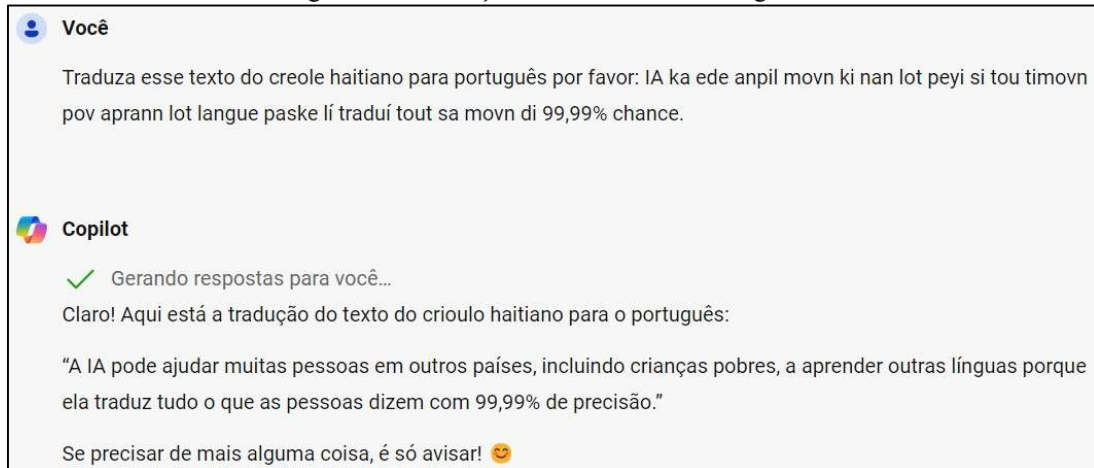 Você
Traduza esse texto do creole haitiano para português por favor: IA ka ede anpil movn ki nan lot peyi si tou timovn
pov aprann lot langue paske lí traduí tout sa movn di 99,99% chance.
Copilot
Gerando respostas para você...
Claro! Aqui está a tradução do texto do crioulo haitiano para o português:
“A IA pode ajudar muitas pessoas em outros países, incluindo crianças pobres, a aprender outras línguas porque
ela traduz tudo o que as pessoas dizem com 99,99% de precisão.”
Se precisar de mais alguma coisa, é só avisar! 😊